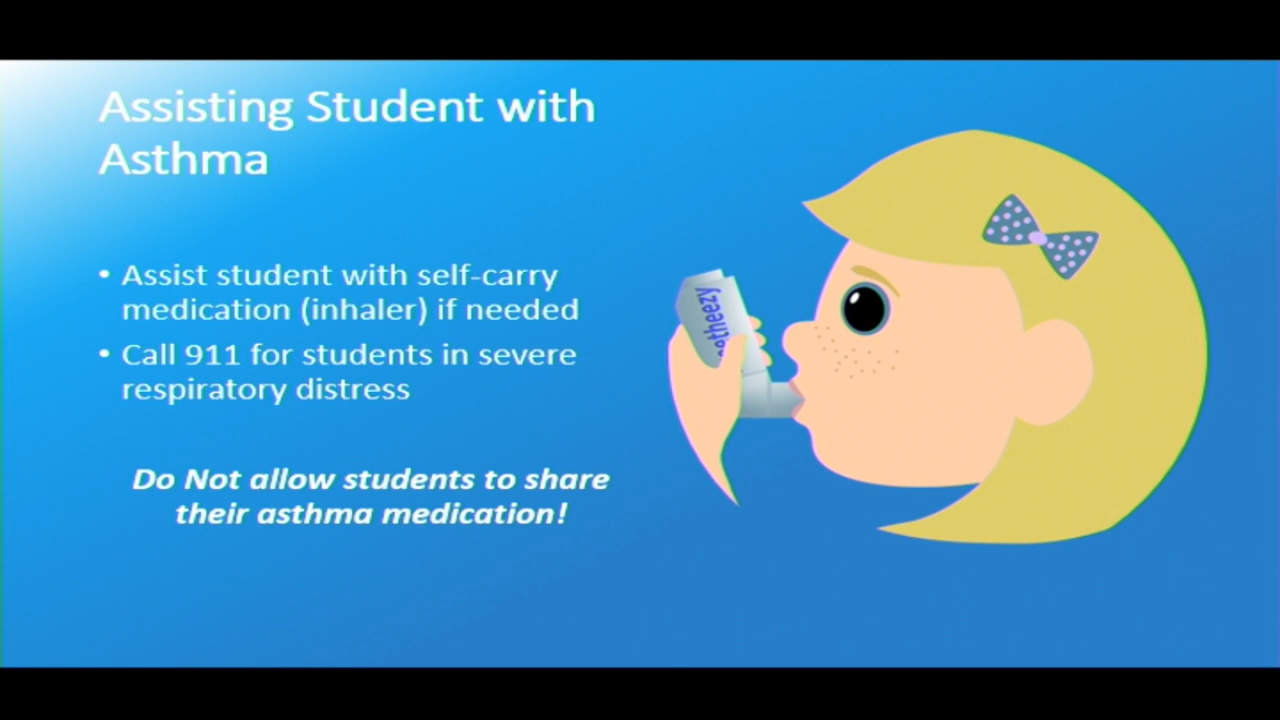 Assisting Student with
Asthma
• Assist student with self-carry
medication (inhaler) if needed
• Call 911 for students in severe
respiratory distress
Do Not allow students to share
their asthma medication!